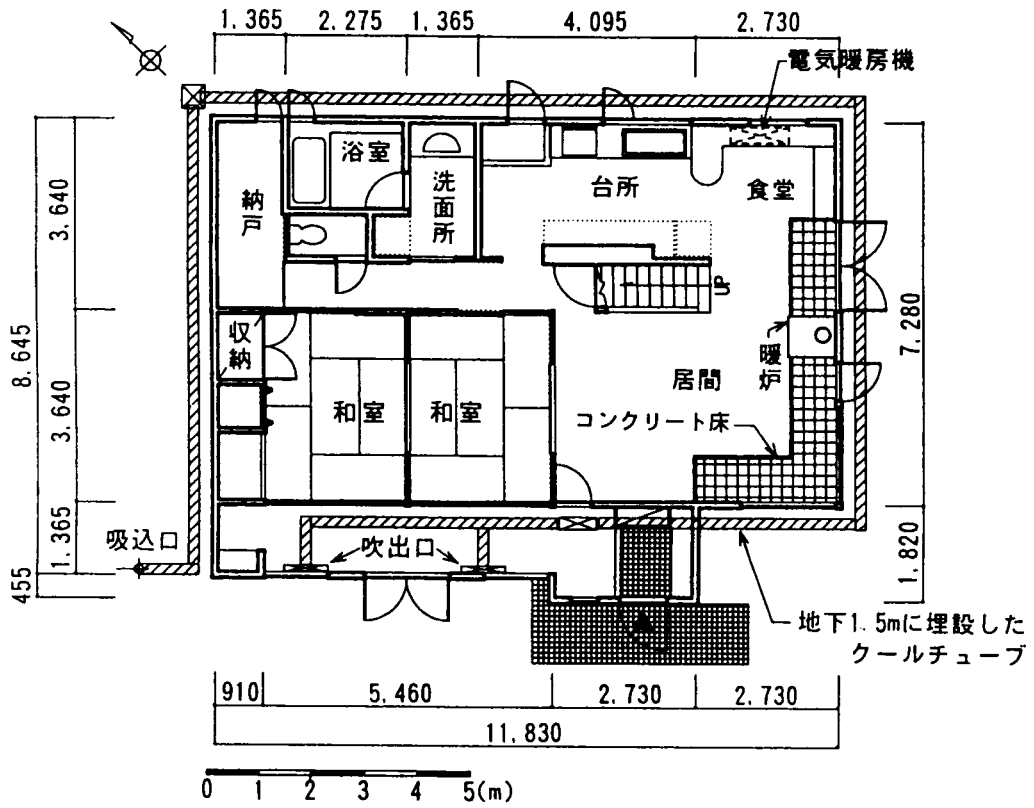 1.365
2.275
1.365
4.095
2.730
電気暖房機
浴室
洗面所
台所
食堂
納戸
3.640
8.645
3.640
1.365
455
7.280
1.820
UP
収納
和室
和室
居間
暖炉
コンクリート床
吸込口
吹出口
地下1.5mに埋設した
クールチューブ
910
5.460
2.730
2.730
11.830
0 1 2 3 4 5(m)